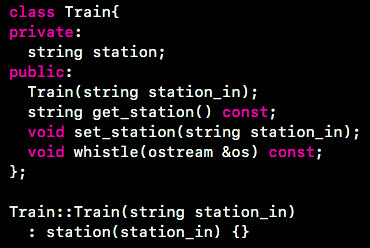 class Train{
private:
  string station;
public:
  Train(string station_in);
  string get_station() const;
  void set_station(string station_in);
  void whistle(ostream &os) const;
};

Train::Train(string station_in)
  : station(station_in) {}